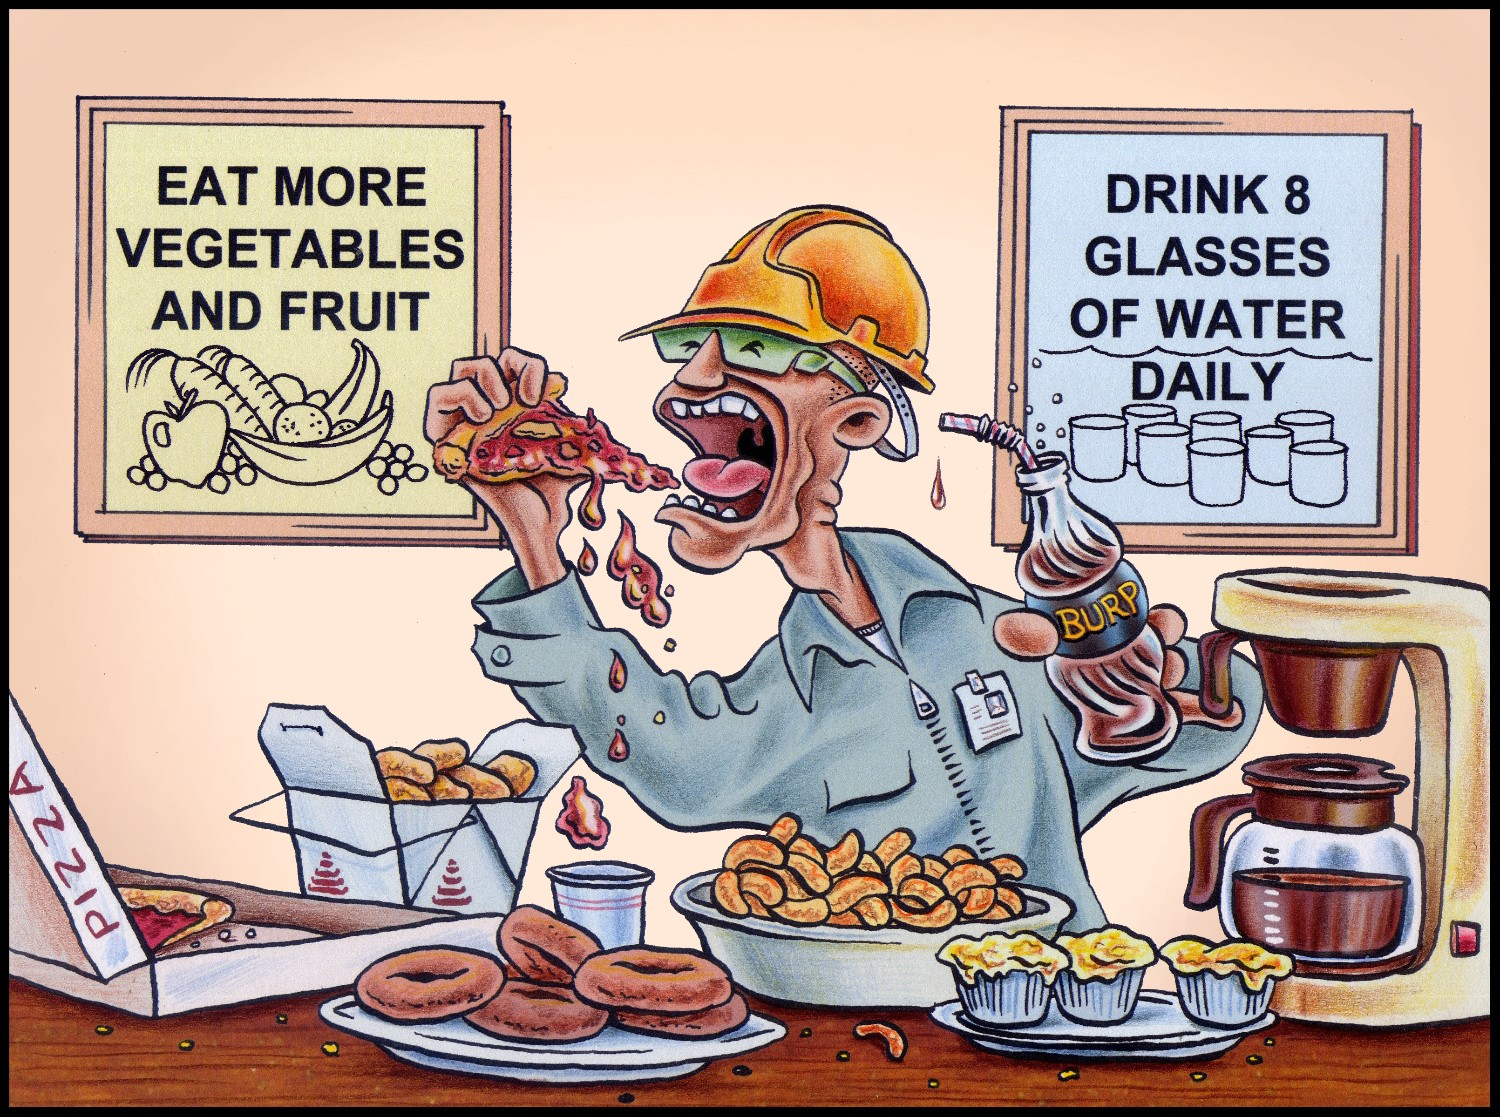 EAT MORE
VEGETABLES
AND FRUIT
DRINK 8
GLASSES
OF WATER
DAILY
BURP
PIZZA